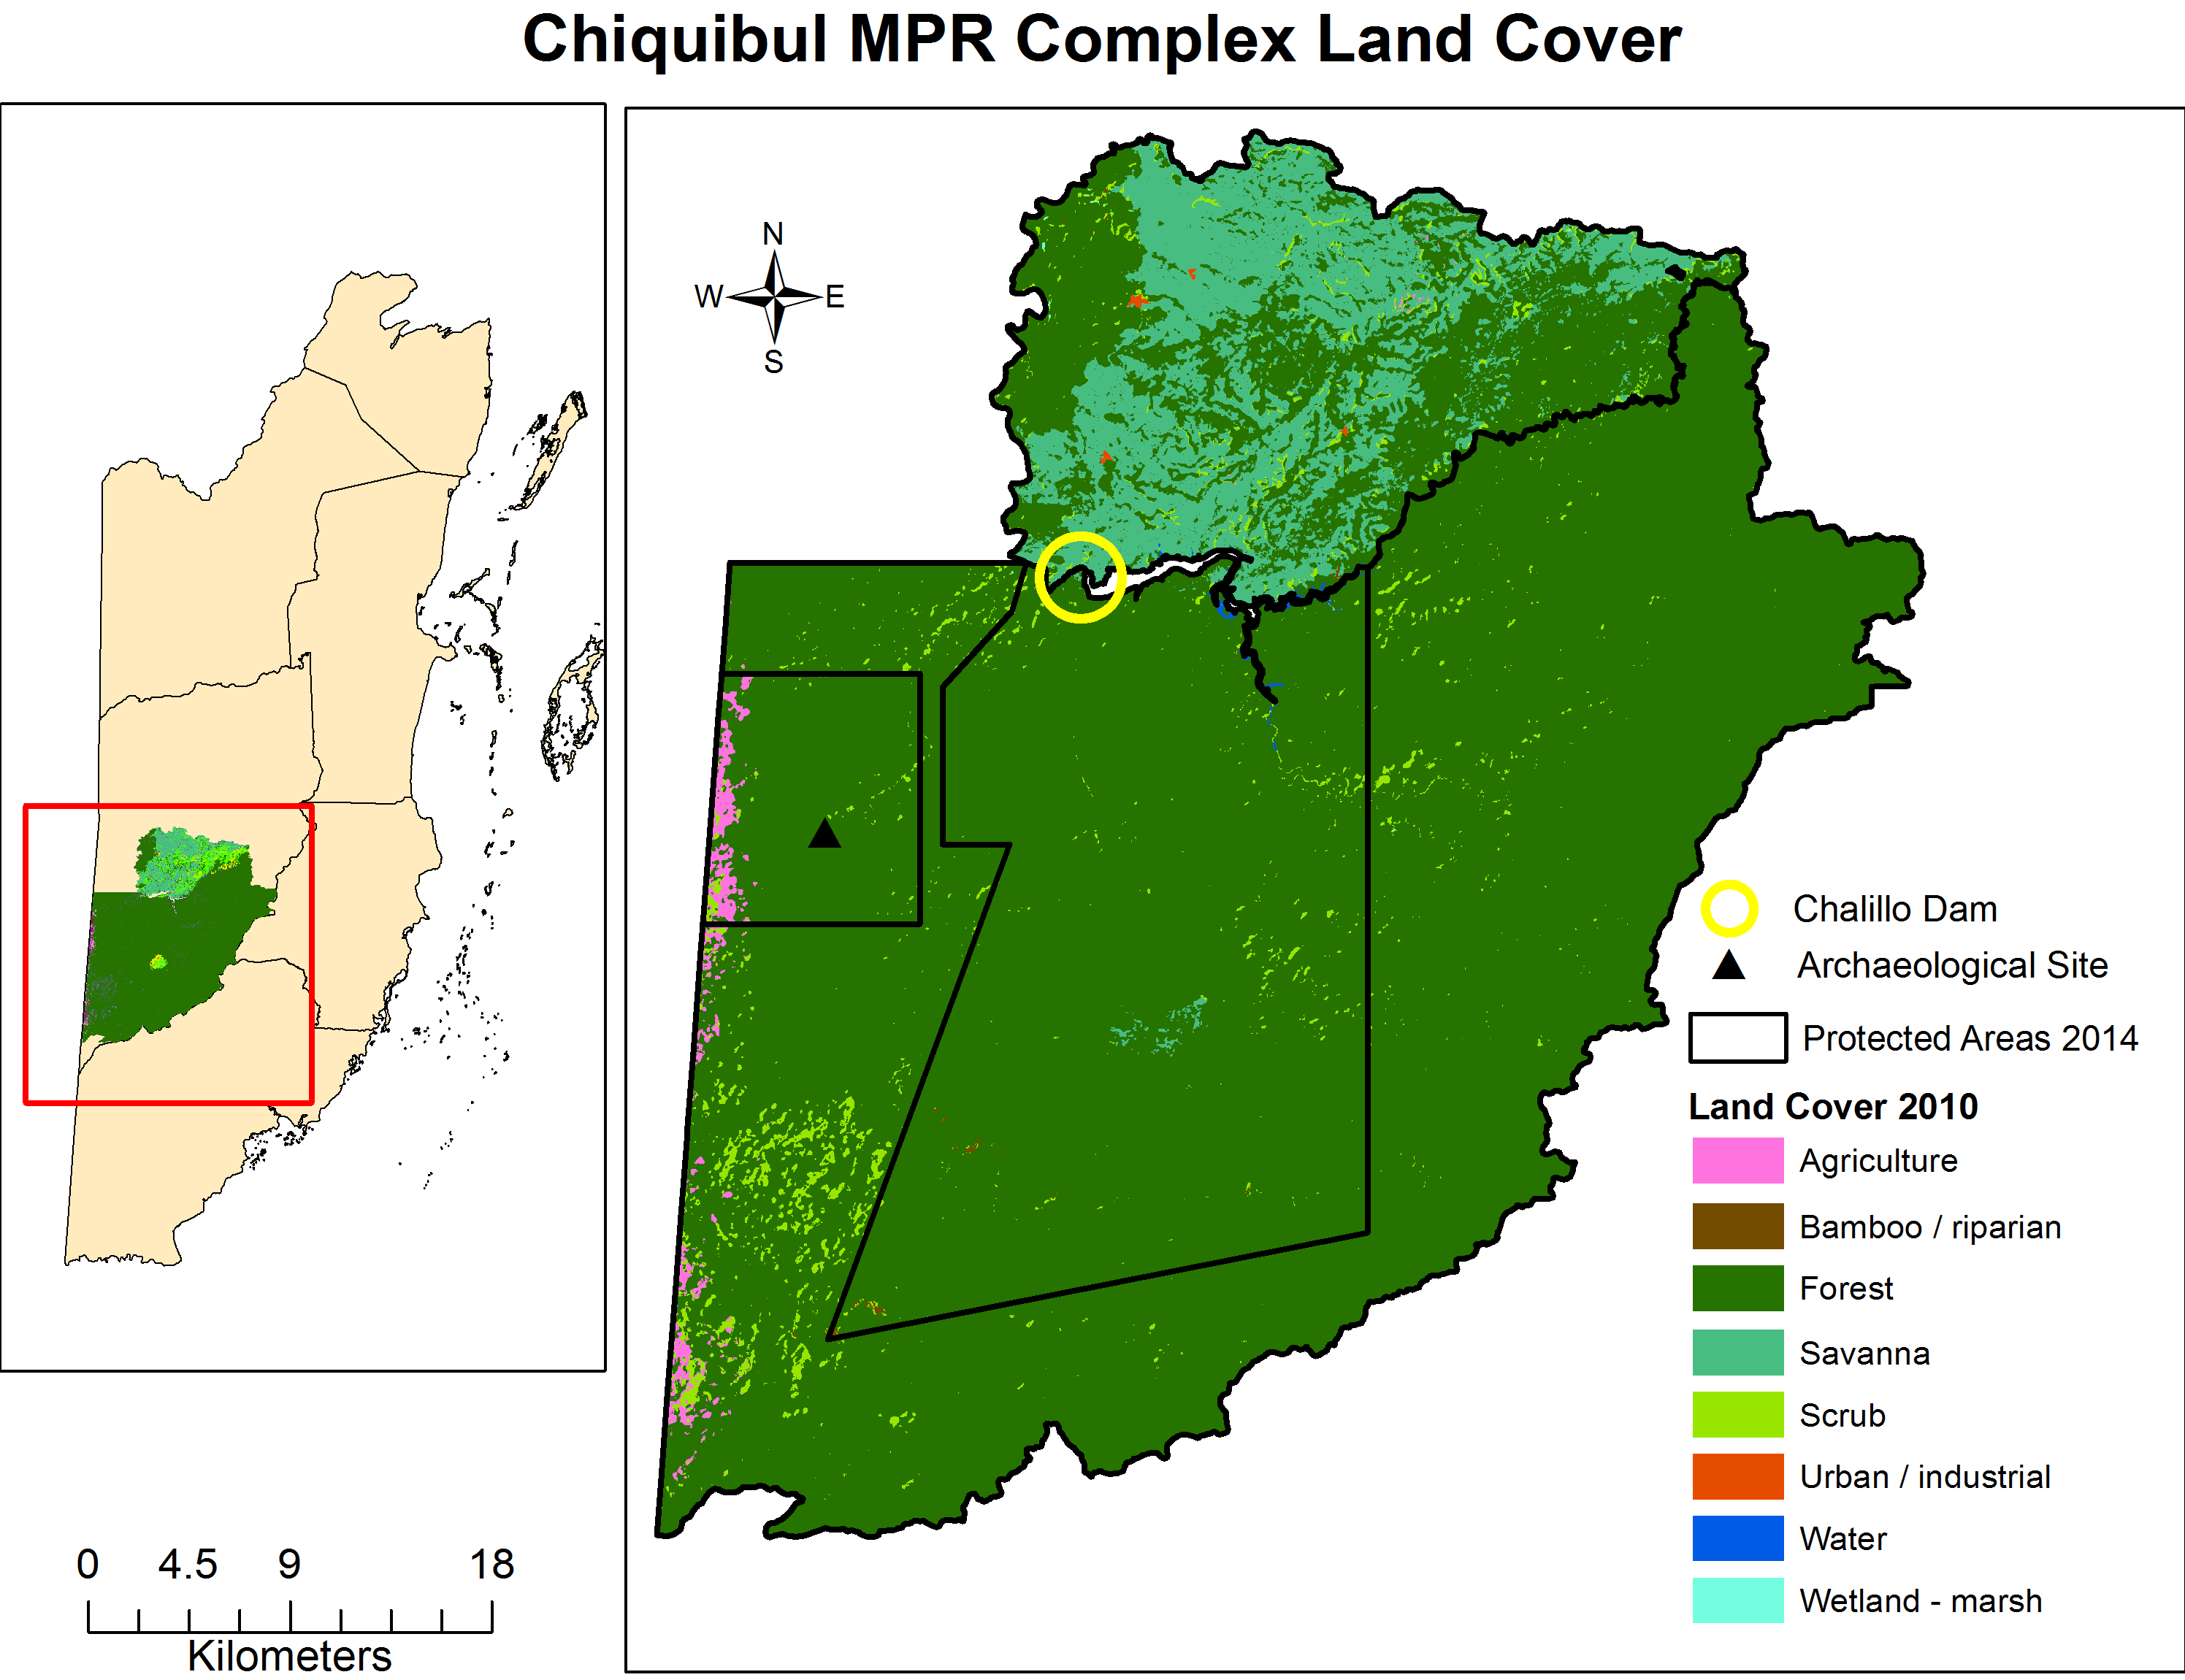 Chiquibul MPR Complex Land Cover
N
W E
S
Chalillo Dam
Archaeological Site
Protected Areas 2014
Land Cover 2010
Agriculture
Bamboo / riparian
Forest
Savanna
Scrub
Urban / industrial
Water
Wetland - marsh
0 4.5 9 18
Kilometers